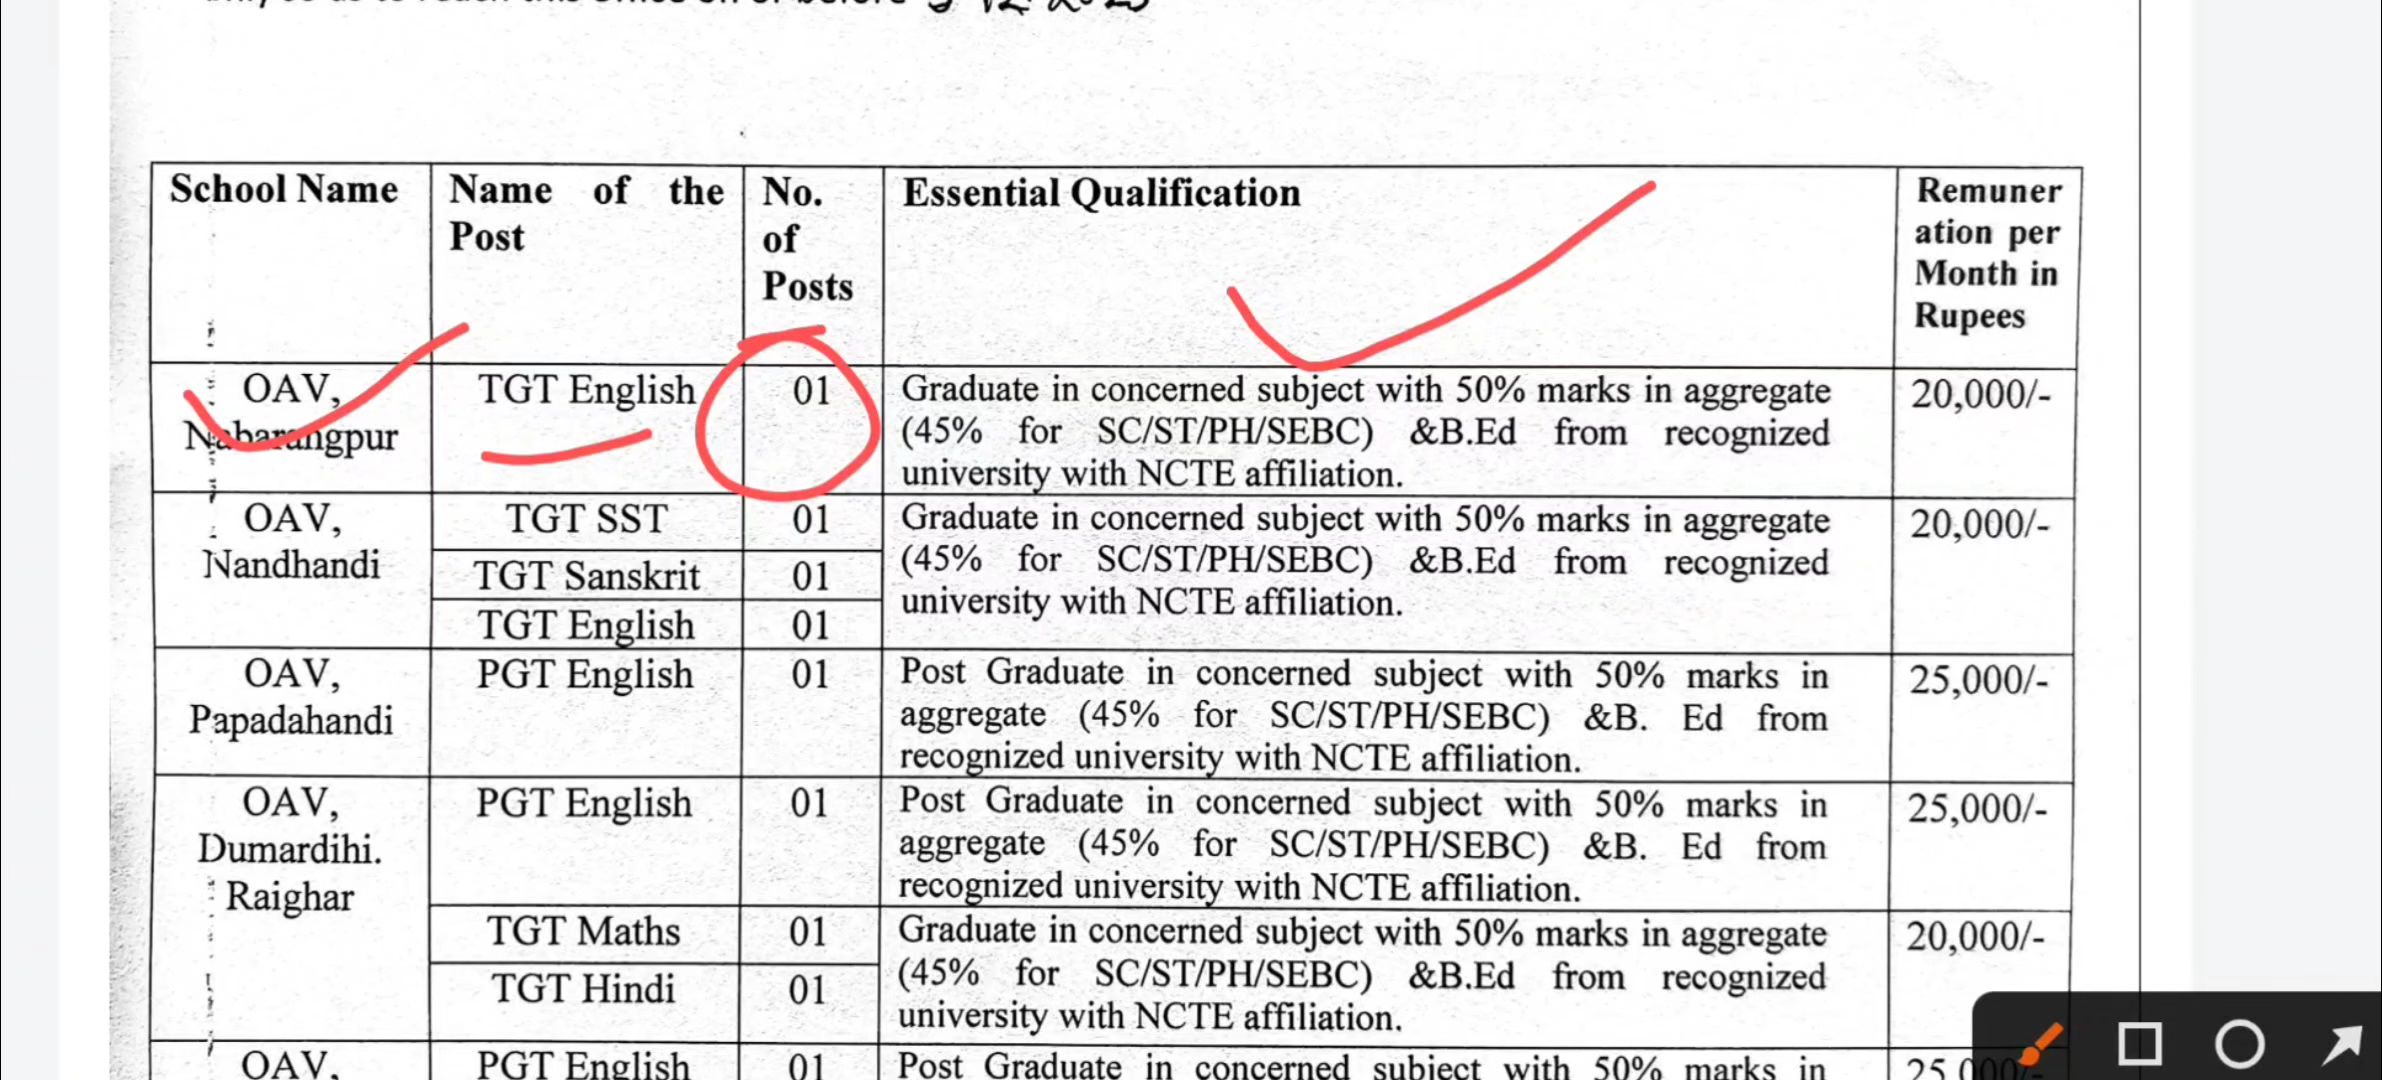 on or before
School Name
Name of the
Post
No.
of
Posts
Essential Qualification
Remuner
ation per
Month in
Rupees
OAV,
Nabarangpur
TGT English
01
Graduate in concerned subject with 50% marks in aggregate
(45% for SC/ST/PH/SEBC) &B.Ed from recognized
university with NCTE affiliation.
20,000/-
OAV,
Nandhandi
TGT SST
01
TGT Sanskrit
01
TGT English
01
Graduate in concerned subject with 50% marks in aggregate
(45% for SC/ST/PH/SEBC) &B.Ed from recognized
university with NCTE affiliation.
20,000/-
OAV,
Papadahandi
PGT English
01
Post Graduate in concerned subject with 50% marks in
aggregate (45% for SC/ST/PH/SEBC) &B. Ed from
recognized university with NCTE affiliation.
25,000/-
OAV,
Dumardihi.
Raighar
PGT English
01
Post Graduate in concerned subject with 50% marks in
aggregate (45% for SC/ST/PH/SEBC) &B. Ed from
recognized university with NCTE affiliation.
25,000/-
TGT Maths
01
TGT Hindi
01
Graduate in concerned subject with 50% marks in aggregate
(45% for SC/ST/PH/SEBC) &B.Ed from recognized
university with NCTE affiliation.
20,000/-
OAV,
PGT English
01
Post Graduate in concerned subject with 50% marks in
25,000/-